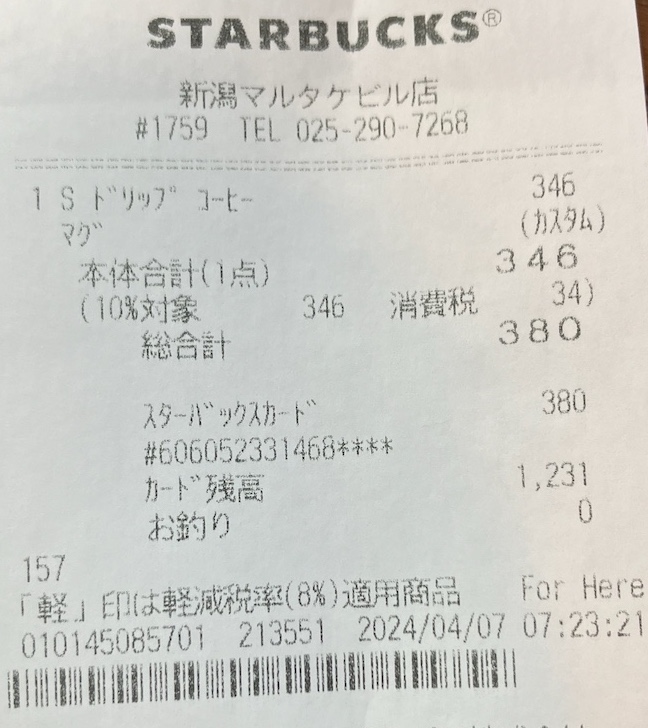 STARBUCKS®
新潟マルタケビル店
#1759 TEL 025-290-7268
1 S ﾄﾞﾘｯﾌﾟ ｺｰﾋｰ 346
ﾏｸﾞ (ｶｽﾀﾑ)
本体合計(1点) 346
(10%対象 346 消費税 34)
総合計 380
ｽﾀｰﾊﾞｯｸｽｶｰﾄﾞ 380
#606052331468****
ｶｰﾄﾞ残高 1,231
お釣り 0
157
「軽」印は軽減税率(8%)適用商品 For Here
010145085701 213551 2024/04/07 07:23:21